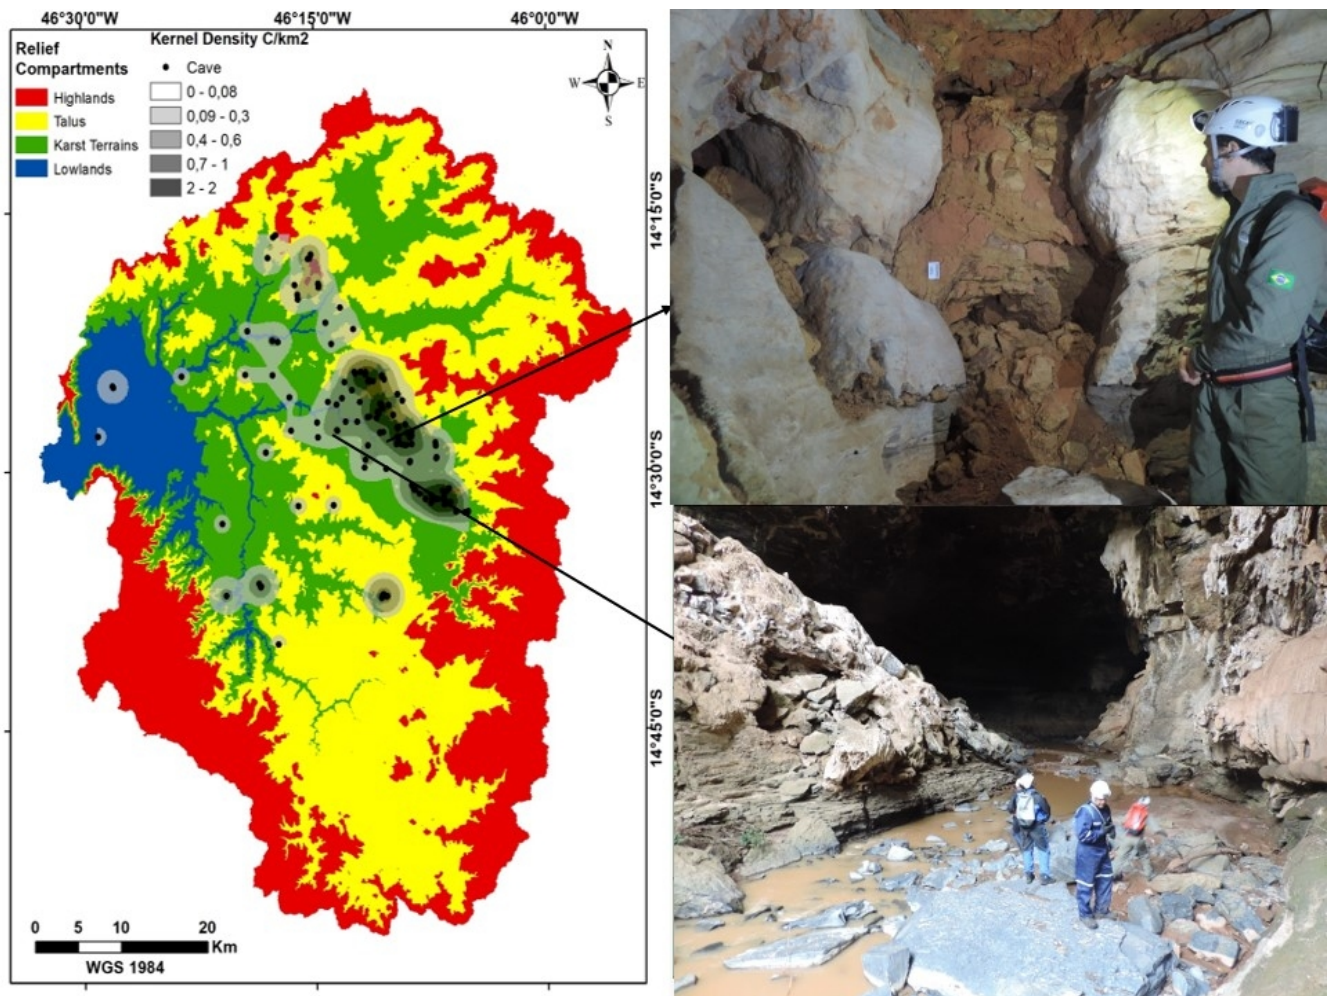 46°30'0"W 46°15'0"W 46°0'0"W
Relief
Compartments
Highlands
Talus
Karst Terrains
Lowlands
Kernel Density C/km2
Cave
0 - 0,08
0,09 - 0,3
0,4 - 0,6
0,7 - 1
2 - 2
N
W E
S
14°15'0"S
14°30'0"S
14°45'0"S
0 5 10 20
Km
WGS 1984